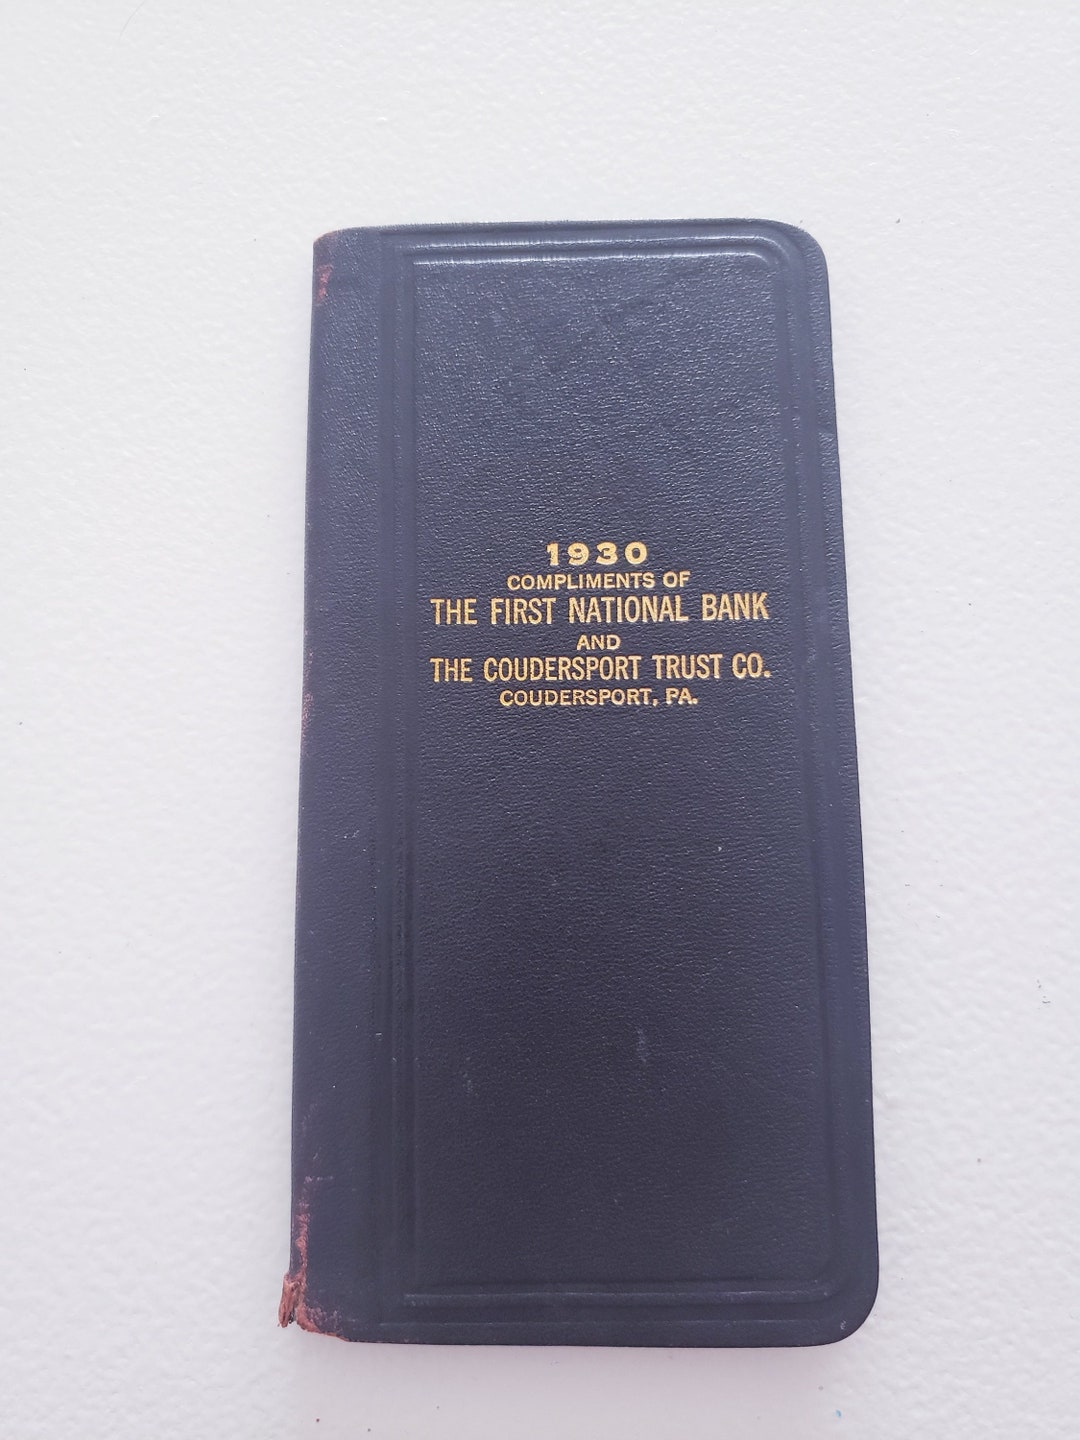 1930
COMPLIMENTS OF
THE FIRST NATIONAL BANK
AND
THE COUDERSPORT TRUST CO.
COUDERSPORT, PA.